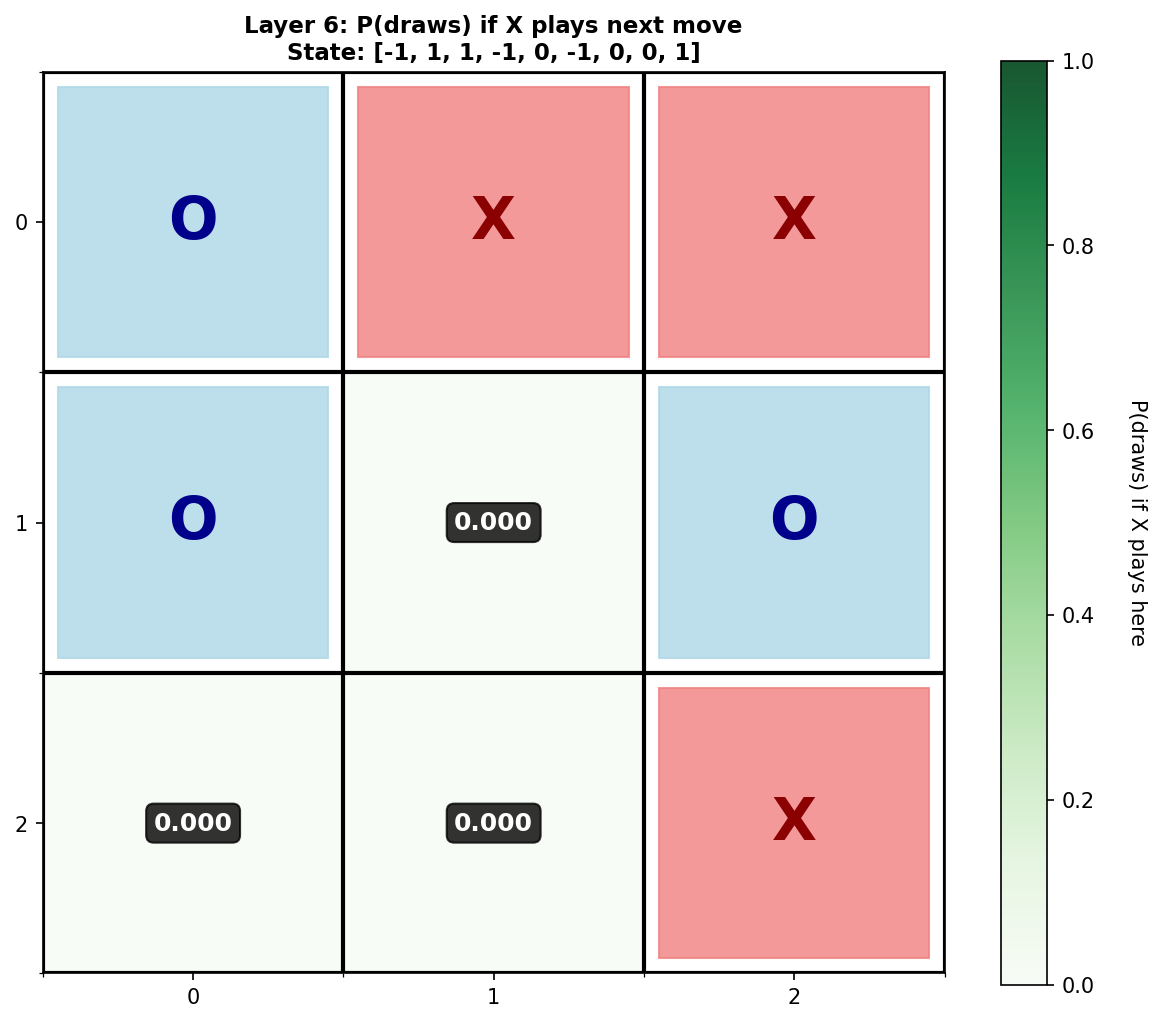 Layer 6: P(draws) if X plays next move
State: [-1, 1, 1, -1, 0, -1, 0, 0, 1]
1.0
0.8
0.6
0.4
0.2
0.0
P(draws) if X plays here
0
O
X
X
1
O
0.000
O
2
0.000
0.000
X
0
1
2